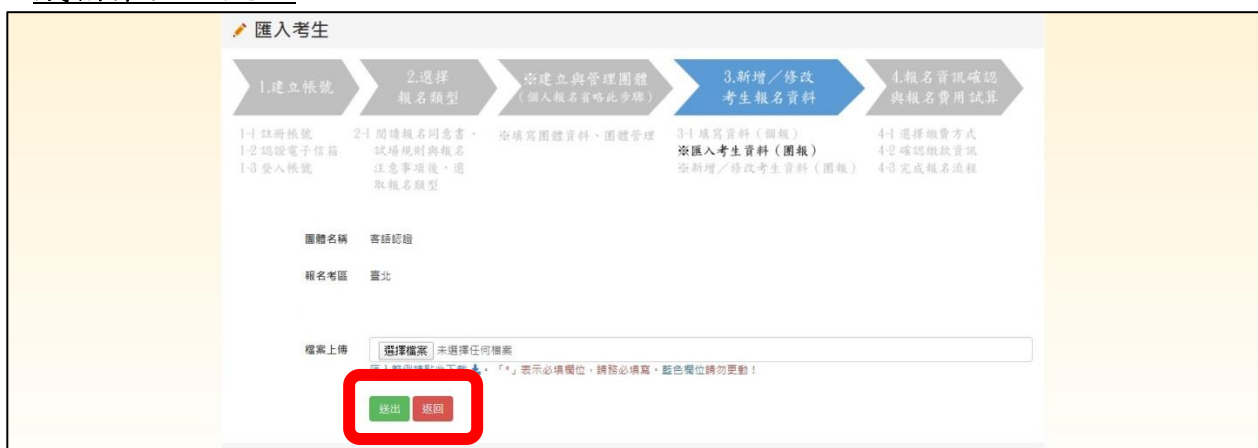 匯入考生
1.建立帳號
2.選擇
報名類型
※建立與管理團體
(個人報名省略此步驟)
3.新增／修改
考生報名資料
4.報名資訊確認
與報名費用試算
1-1 註冊帳號
1-2 認證電子信箱
1-3 登入帳號
2-1 閱讀報名同意書、
試場規則與報名
注意事項後，選
取報名類型
※填寫團體資料、團體管理
3-1 填寫資料（個報）
※匯入考生資料（團報）
※新增／修改考生資料（團報）
4-1 選擇繳費方式
4-2 確認繳款資訊
4-3 完成報名流程
團體名稱 客語認證
報名考區 臺北
檔案上傳 選擇檔案 未選擇任何檔案
「*」表示必填欄位，請務必填寫。藍色欄位請勿更動！
送出 返回